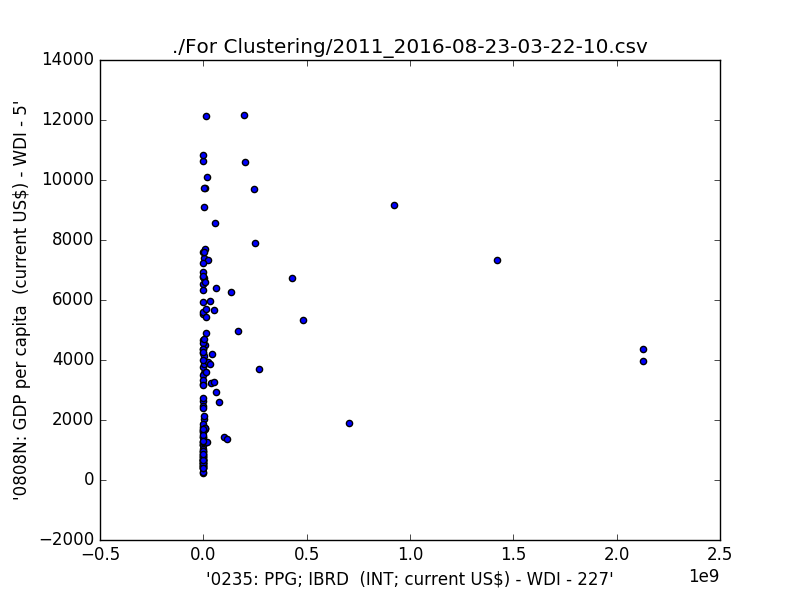 ./For Clustering/2011_2016-08-23-03-22-10.csv
14000
12000
10000
8000
6000
4000
2000
0
−2000
'0808N: GDP per capita  (current US$) - WDI - 5'
−0.5 0.0 0.5 1.0 1.5 2.0 2.5
1e9
'0235: PPG; IBRD  (INT; current US$) - WDI - 227'